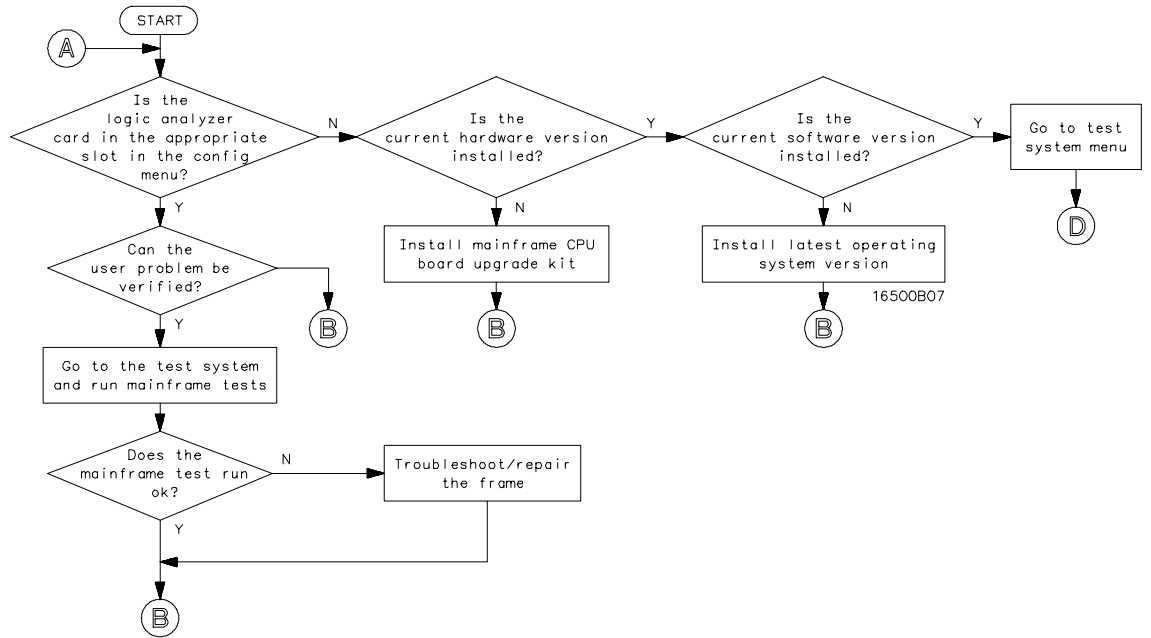 START
A
Is the
logic analyzer
card in the appropriate
slot in the config
menu?
N
Is the
current hardware version
installed?
Y
Is the
current software version
installed?
Y
Go to test
system menu
D
Y
N
N
Can the
user problem be
verified?
Install mainframe CPU
board upgrade kit
Install latest operating
system version
16500B07
B
B
B
Y
Go to the test system
and run mainframe tests
Does the
mainframe test run
ok?
N
Troubleshoot/repair
the frame
Y
B